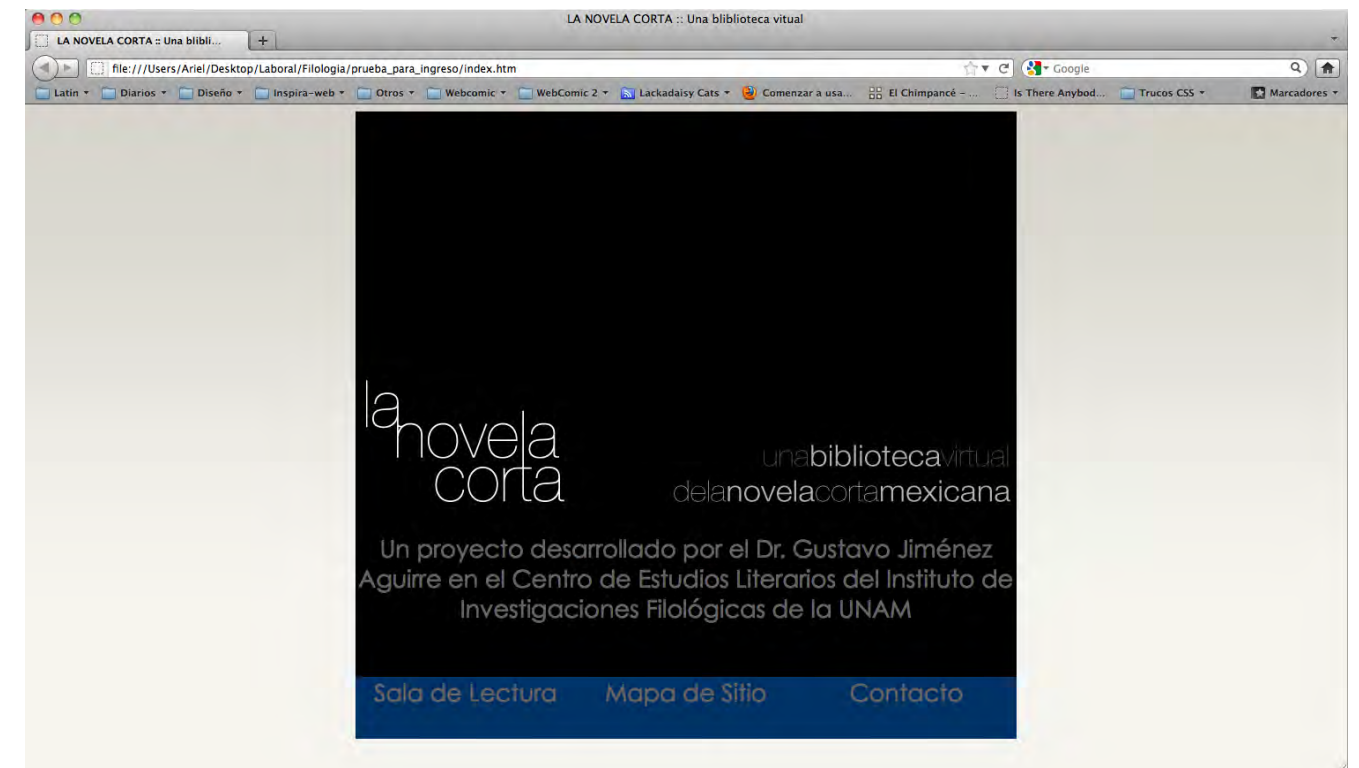 LA NOVELA CORTA :: Una bliblioteca vitual
LA NOVELA CORTA :: Una blibli... +
file:///Users/Ariel/Desktop/Laboral/Filologia/prueba_para_ingreso/index.htm Google
Latin Diarios Diseño Inspira-web Otros Webcomic WebComic 2 Lackadaisy Cats Comenzar a usa... El Chimpancé – ... Is There Anybod... Trucos CSS Marcadores
la
novela
corta
unabibliotecavirtual
delanovelacortamexicana
Un proyecto desarrollado por el Dr. Gustavo Jiménez
Aguirre en el Centro de Estudios Literarios del Instituto de
Investigaciones Filológicas de la UNAM
Sala de Lectura Mapa de Sitio Contacto